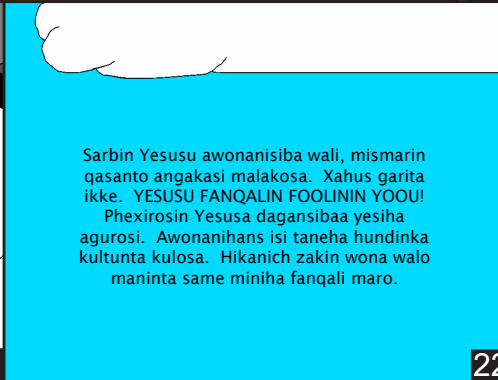 Sarbin Yesusu awonanisiba wali, mismarin
qasanto angakasi malakosa.  Xahus garita
ikke.  YESUSU FANQALIN FOOLININ YOOU!
Phexirosin Yesusa dagansibaa yesiha
agurosi.  Awonanihans isi taneha hundinka
kultunta kulosa.  Hikanich zakin wona walo
maninta same miniha fanqali maro.
22